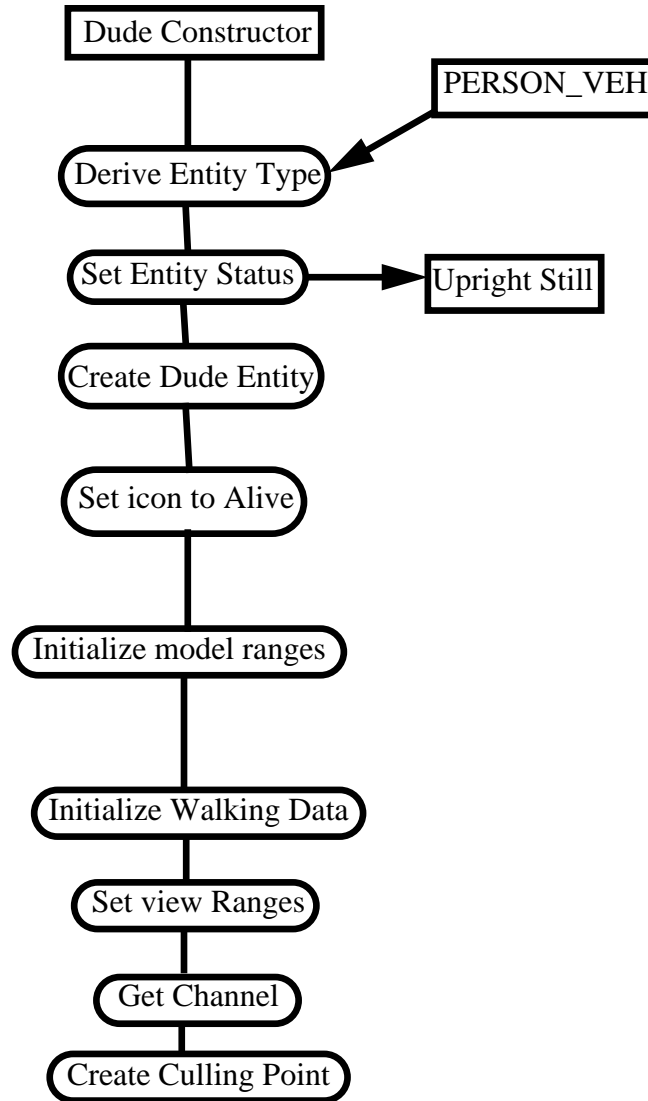 Dude Constructor
PERSON_VEH
Derive Entity Type
Set Entity Status
Upright Still
Create Dude Entity
Set icon to Alive
Initialize model ranges
Initialize Walking Data
Set view Ranges
Get Channel
Create Culling Point